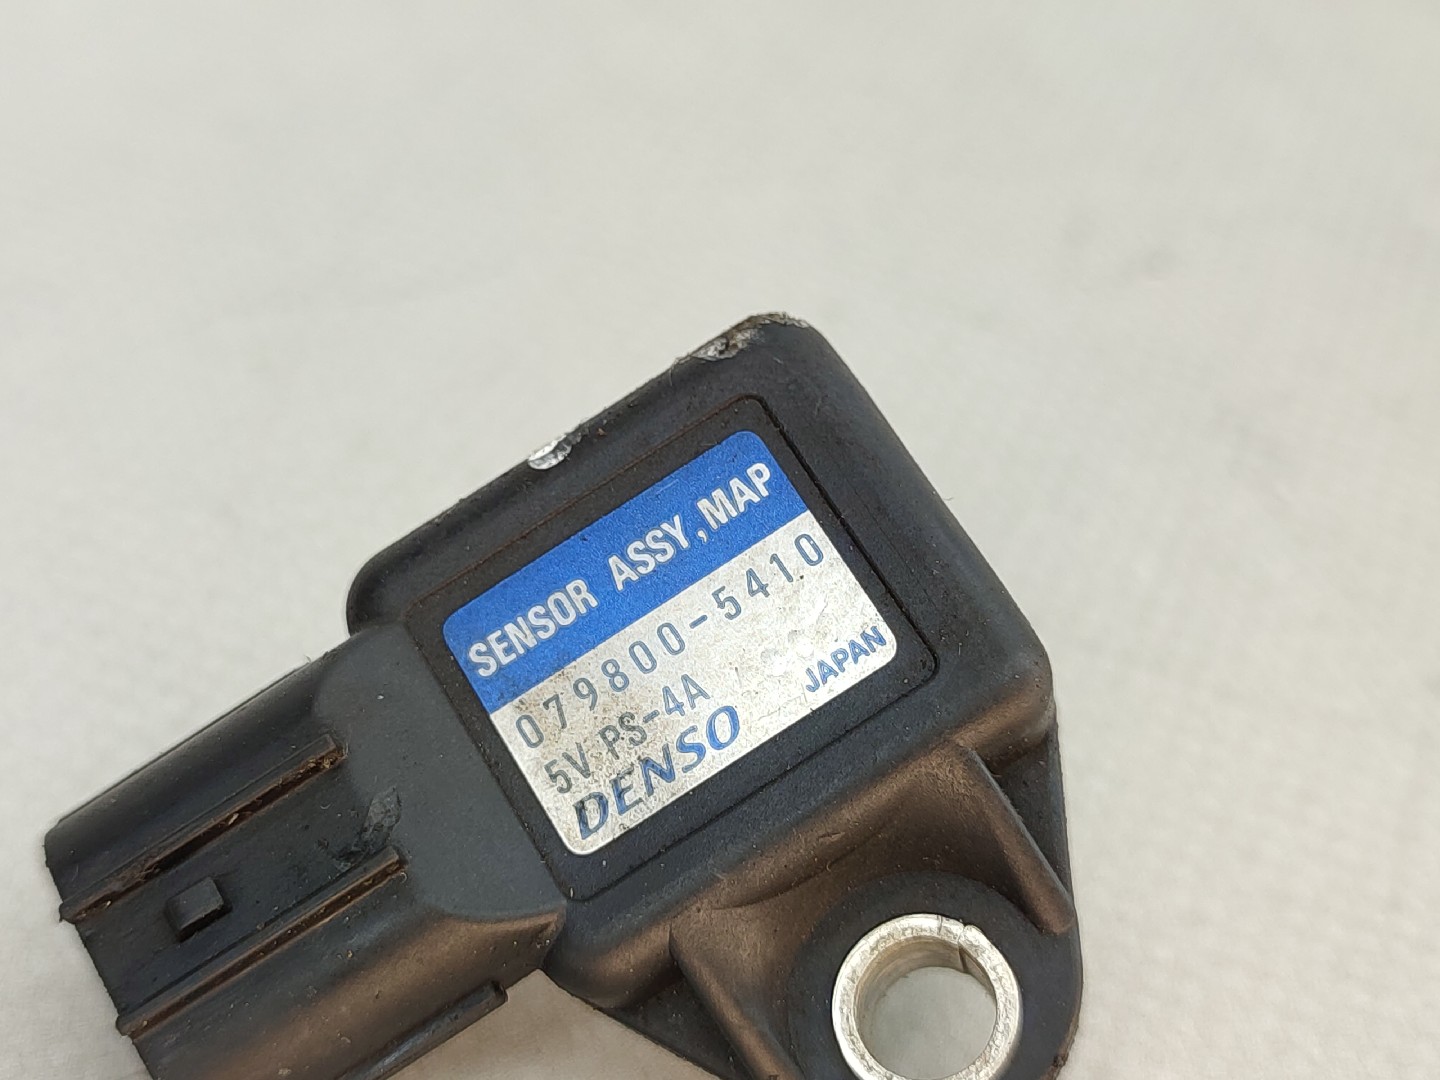 SENSOR ASSY,MAP
079800-5410
5V PS-4A
DENSO JAPAN